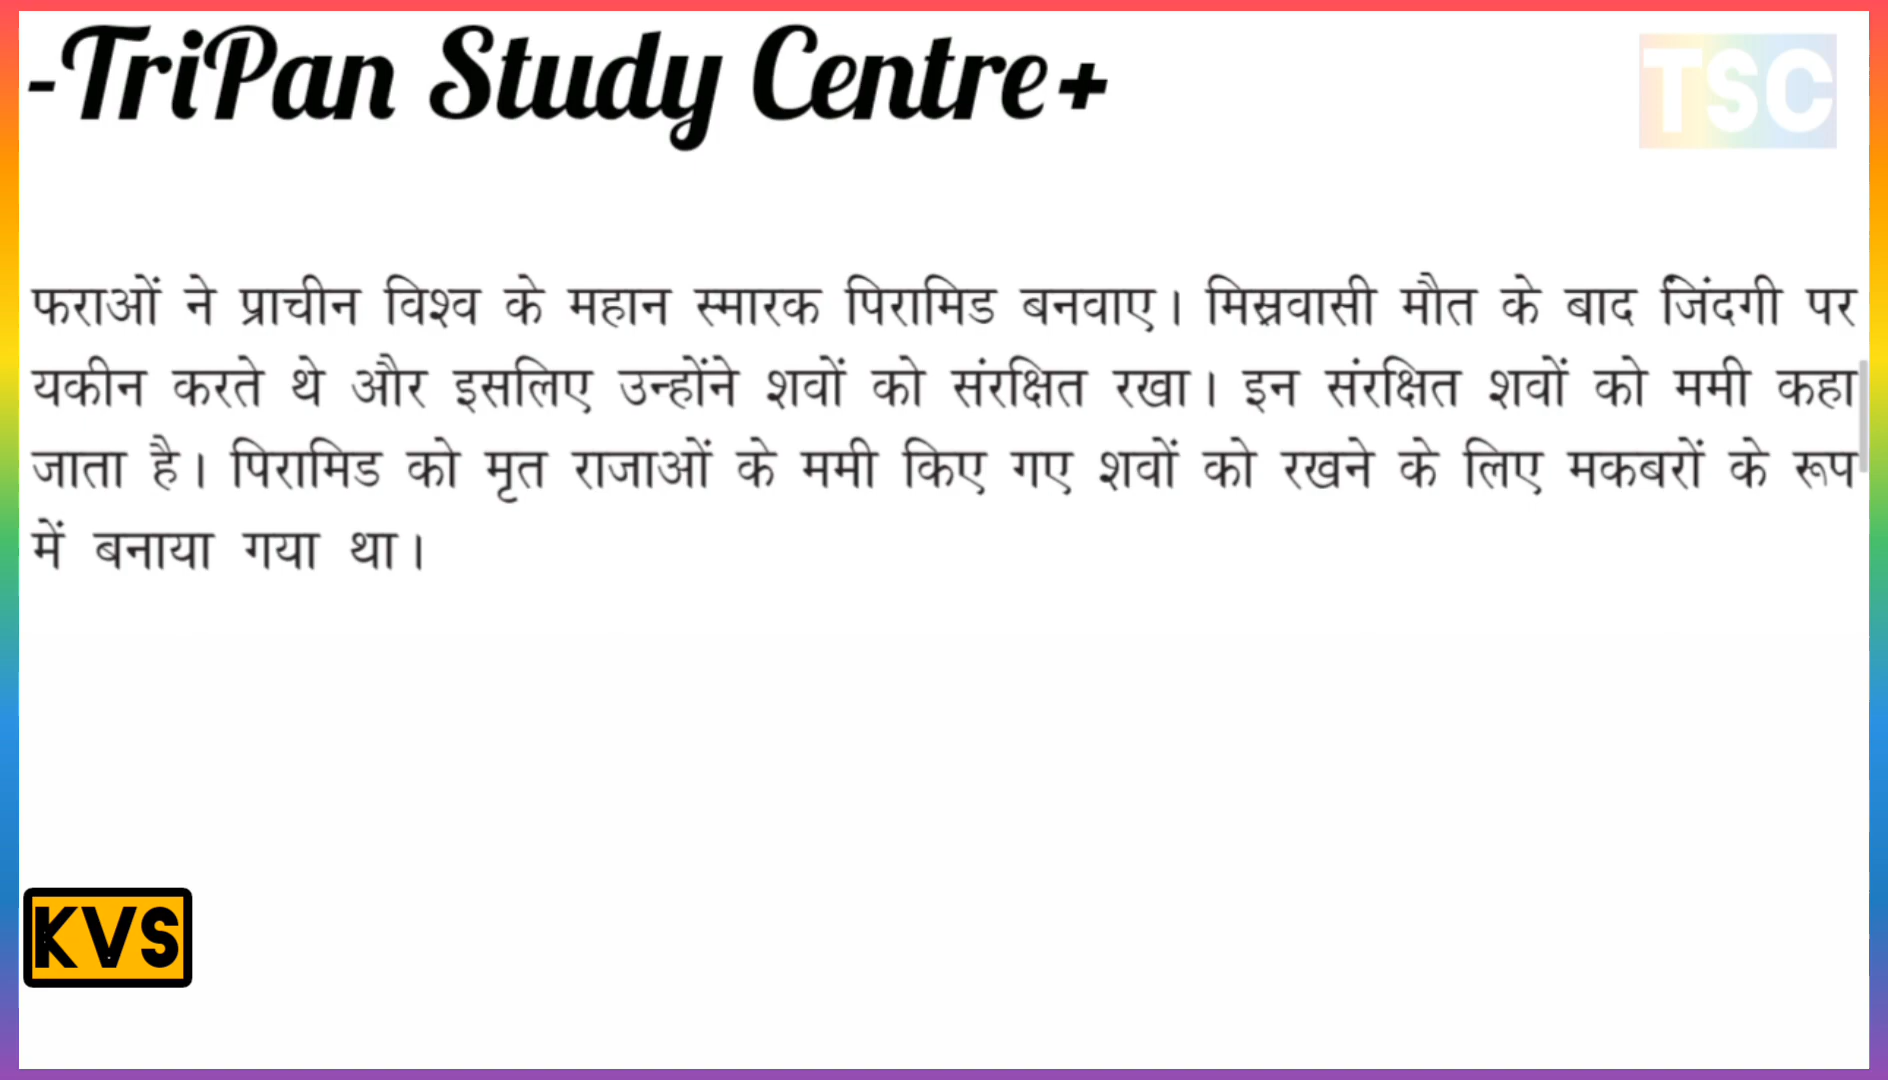 -TriPan Study Centre+
TSC
फराओं ने प्राचीन विश्व के महान स्मारक पिरामिड बनवाए। मिस्रवासी मौत के बाद जिंदगी पर
यकीन करते थे और इसलिए उन्होंने शवों को संरक्षित रखा। इन संरक्षित शवों को ममी कहा
जाता है। पिरामिड को मृत राजाओं के ममी किए गए शवों को रखने के लिए मकबरों के रूप
में बनाया गया था।
KVS